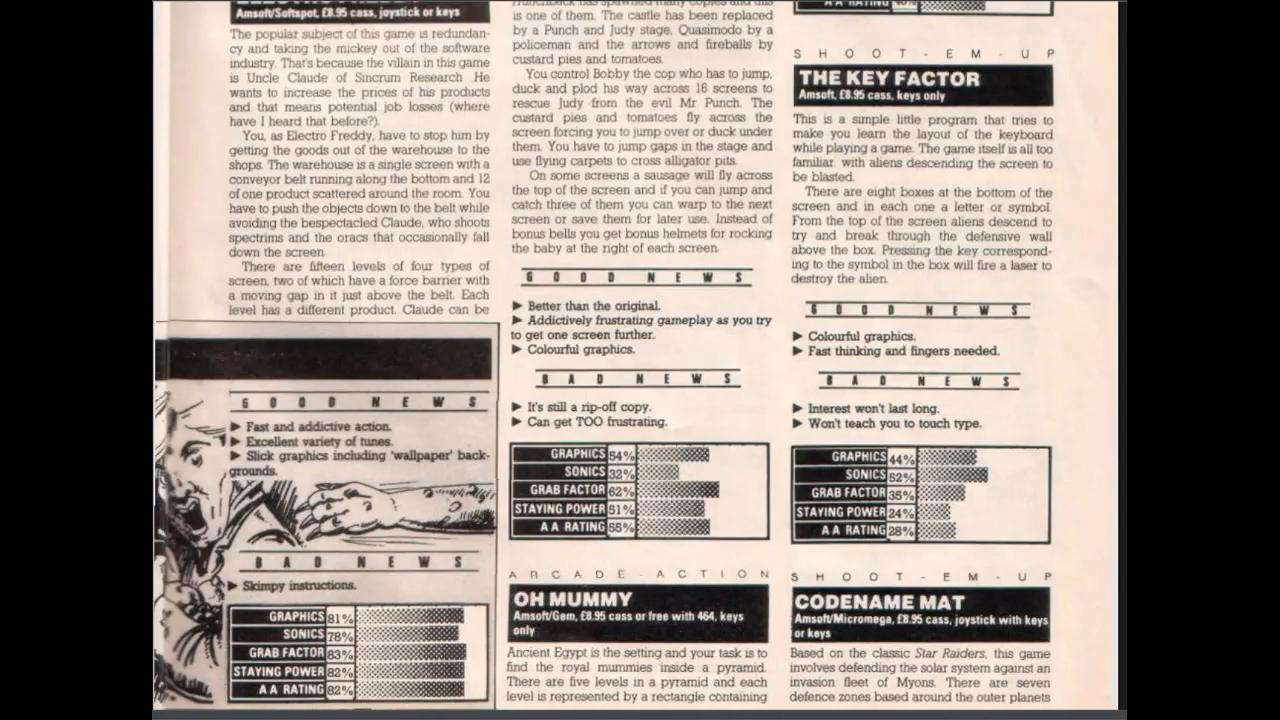 Amsoft/Softspot, £8.95 cass, joystick or keys
The popular subject of this game is redundan-
cy and taking the mickey out of the software
industry. That's because the villain in this game
is Uncle Claude of Sincrum Research .He
wants to increase the prices of his products
and that means potential job losses (where
have I heard that before?).
You, as Electro Freddy, have to stop him by
getting the goods out of the warehouse to the
shops. The warehouse is a single screen with a
conveyor belt running along the bottom and 12
of one product scattered around the room. You
have to push the objects down to the belt while
avoiding the bespectacled Claude, who shoots
spectrims and the oracs that occasionally fall
down the screen.
There are fifteen levels of four types of
screen, two of which have a force barrier with
a moving gap in it just above the belt. Each
level has a different product. Claude can be
GOOD NEWS
► Fast and addictive action.
► Excellent variety of tunes.
► Slick graphics including 'wallpaper' back-
grounds.
BAD NEWS
► Skimpy instructions.
GRAPHICS 81%
SONICS 78%
GRAB FACTOR 83%
STAYING POWER 82%
A A RATING 82%
Hunchback has spawned many copies and this
is one of them. The castle has been replaced
by a Punch and Judy stage, Quasimodo by a
policeman and the arrows and fireballs by
custard pies and tomatoes.
You control Bobby the cop who has to jump,
duck and plod his way across 16 screens to
rescue Judy from the evil Mr Punch. The
custard pies and tomatoes fly across the
screen forcing you to jump over or duck under
them. You have to jump gaps in the stage and
use flying carpets to cross alligator pits.
On some screens a sausage will fly across
the top of the screen and if you can jump and
catch three of them you can warp to the next
screen or save them for later use. Instead of
bonus bells you get bonus helmets for rocking
the baby at the right of each screen.
GOOD NEWS
► Better than the original.
► Addictively frustrating gameplay as you try
to get one screen further.
► Colourful graphics.
BAD NEWS
► It's still a rip-off copy.
► Can get TOO frustrating.
GRAPHICS 54%
SONICS 32%
GRAB FACTOR 62%
STAYING POWER 51%
A A RATING 55%
ARCADE-ACTION
OH MUMMY
Amsoft/Gem, £8.95 cass or free with 464, keys
only
Ancient Egypt is the setting and your task is to
find the royal mummies inside a pyramid.
There are five levels in a pyramid and each
level is represented by a rectangle containing
A A RATING
SHOOT-EM-UP
THE KEY FACTOR
Amsoft, £8.95 cass, keys only
This is a simple little program that tries to
make you learn the layout of the keyboard
while playing a game. The game itself is all too
familiar, with aliens descending the screen to
be blasted.
There are eight boxes at the bottom of the
screen and in each one a letter or symbol.
From the top of the screen aliens descend to
try and break through the defensive wall
above the box. Pressing the key correspond-
ing to the symbol in the box will fire a laser to
destroy the alien.
GOOD NEWS
► Colourful graphics.
► Fast thinking and fingers needed.
BAD NEWS
► Interest won't last long.
► Won't teach you to touch type.
GRAPHICS 44%
SONICS 52%
GRAB FACTOR 35%
STAYING POWER 24%
A A RATING 28%
SHOOT-EM-UP
CODENAME MAT
Amsoft/Micromega, £8.95 cass, joystick with keys
or keys
Based on the classic Star Raiders, this game
involves defending the solar system against an
invasion fleet of Myons. There are seven
defence zones based around the outer planets